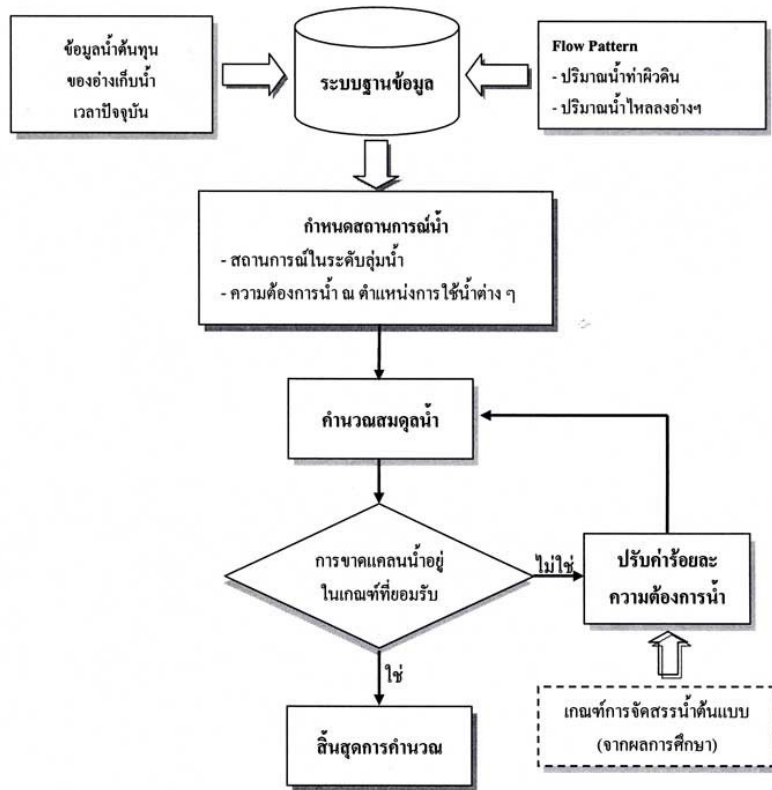 ข้อมูลน้ำต้นทุน
ของอ่างเก็บน้ำ
เวลาปัจจุบัน
ระบบฐานข้อมูล
Flow Pattern
- ปริมาณน้ำท่าผิวดิน
- ปริมาณน้ำไหลลงอ่างฯ
กำหนดสถานการณ์น้ำ
- สถานการณ์ในระดับลุ่มน้ำ
- ความต้องการน้ำ ณ ตำแหน่งการใช้น้ำต่าง ๆ
คำนวณสมดุลน้ำ
การขาดแคลนน้ำอยู่
ในเกณฑ์ที่ยอมรับ
ไม่ใช่
ปรับค่าร้อยละ
ความต้องการน้ำ
ใช่
เกณฑ์การจัดสรรน้ำต้นแบบ
(จากผลการศึกษา)
สิ้นสุดการคำนวณ